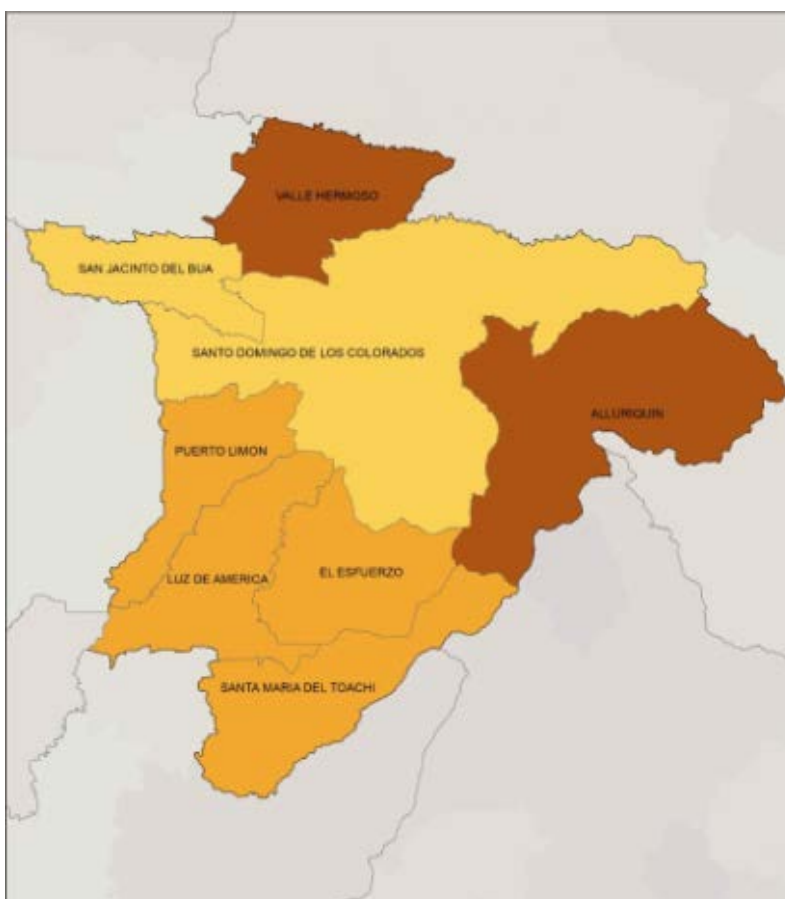 VALLE HERMOSO
SAN JACINTO DEL BUA
SANTO DOMINGO DE LOS COLORADOS
ALLURIQUIN
PUERTO LIMON
EL ESFUERZO
LUZ DE AMERICA
SANTA MARIA DEL TOACHI